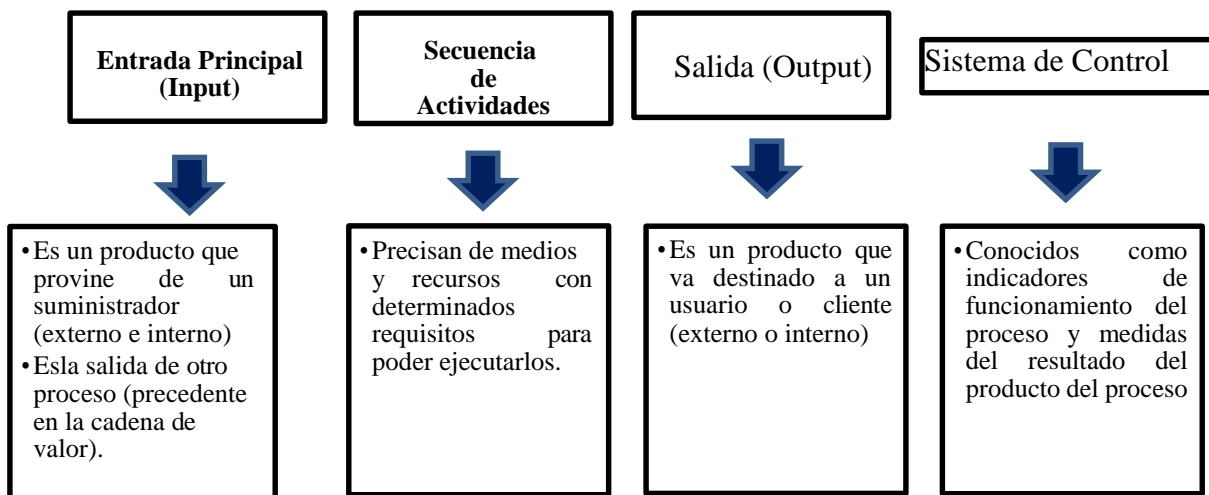 Entrada Principal
(Input)
Secuencia
de
Actividades
Salida (Output)
Sistema de Control
•Es un producto que
provine de un
suministrador
(externo e interno)
•Esla salida de otro
proceso (precedente
en la cadena de
valor).
•Precisan de medios
y recursos con
determinados
requisitos para
poder ejecutarlos.
•Es un producto que
va destinado a un
usuario o cliente
(externo o interno)
•Conocidos como
indicadores de
funcionamiento del
proceso y medidas
del resultado del
producto del proceso